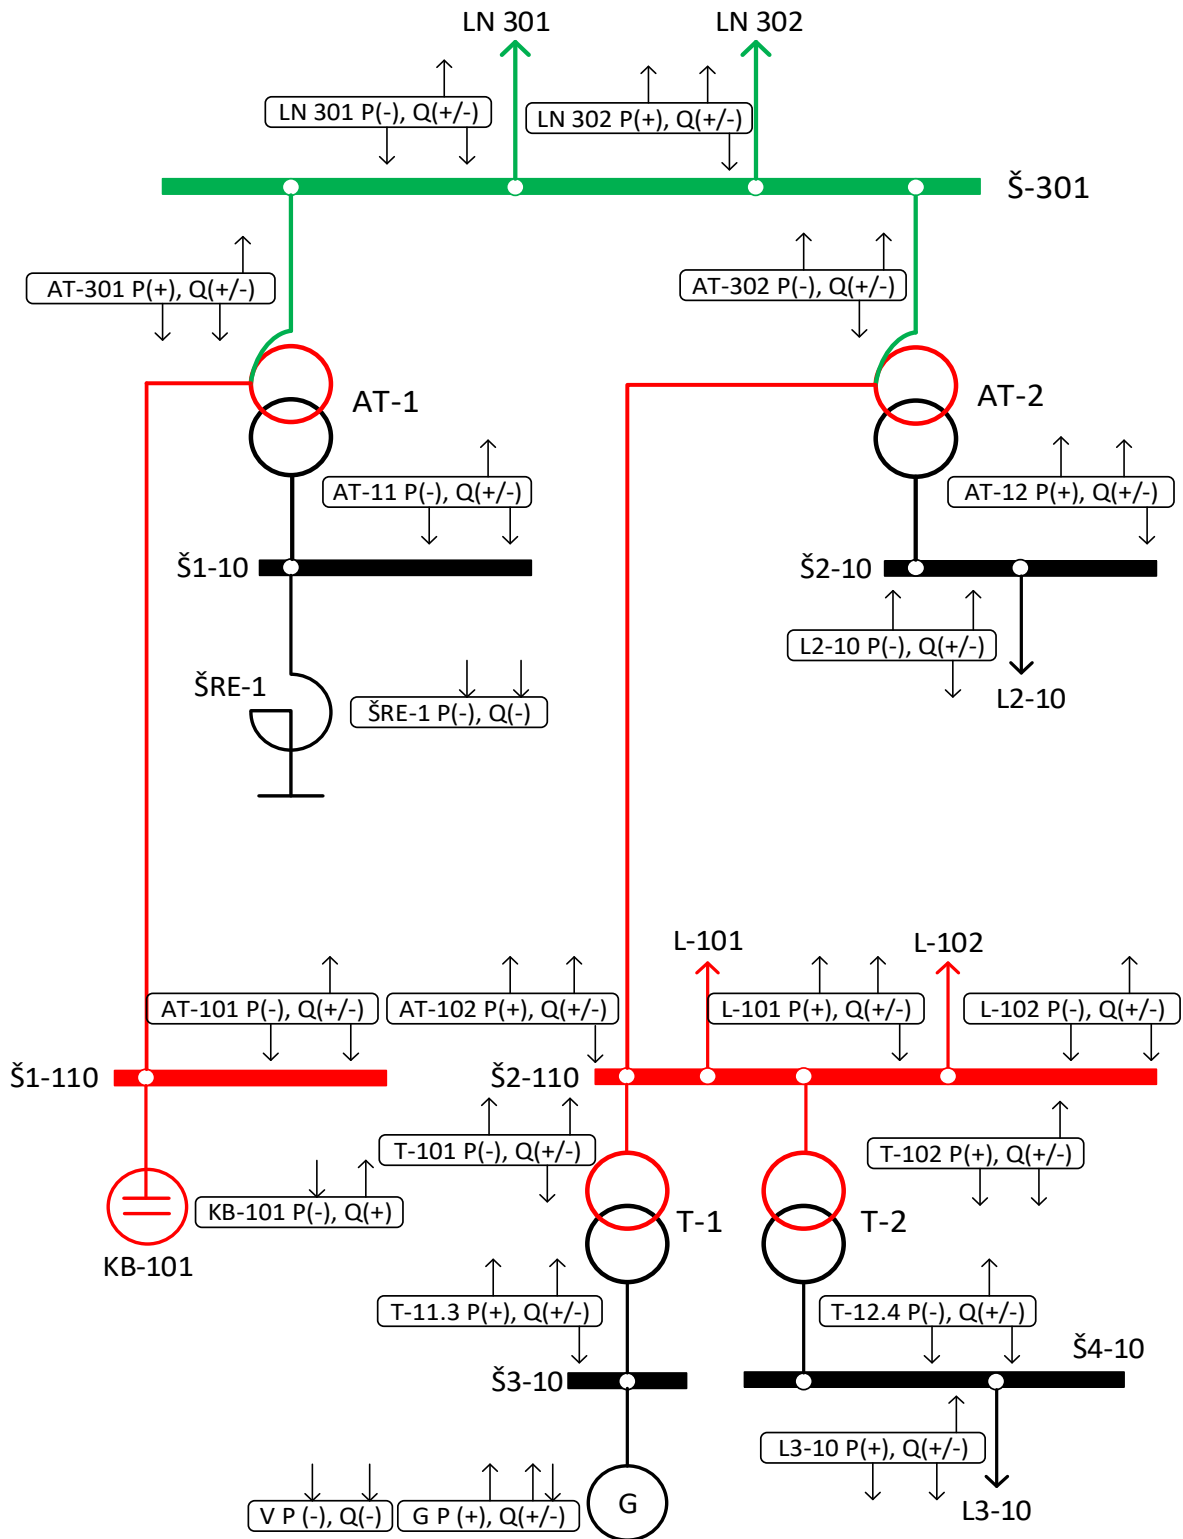 LN 301
LN 302
LN 301 P(-), Q(+/-)
LN 302 P(+), Q(+/-)
Š-301
AT-301 P(+), Q(+/-)
AT-302 P(-), Q(+/-)
AT-1
AT-2
AT-11 P(-), Q(+/-)
AT-12 P(+), Q(+/-)
Š1-10
Š2-10
L2-10 P(-), Q(+/-)
ŠRE-1
ŠRE-1 P(-), Q(-)
L2-10
L-101
L-102
AT-101 P(-), Q(+/-)
AT-102 P(+), Q(+/-)
L-101 P(+), Q(+/-)
L-102 P(-), Q(+/-)
Š1-110
Š2-110
T-101 P(-), Q(+/-)
T-102 P(+), Q(+/-)
KB-101 P(-), Q(+)
T-1
T-2
KB-101
T-11.3 P(+), Q(+/-)
T-12.4 P(-), Q(+/-)
Š3-10
Š4-10
L3-10 P(+), Q(+/-)
V P (-), Q(-)
G P (+), Q(+/-)
G
L3-10